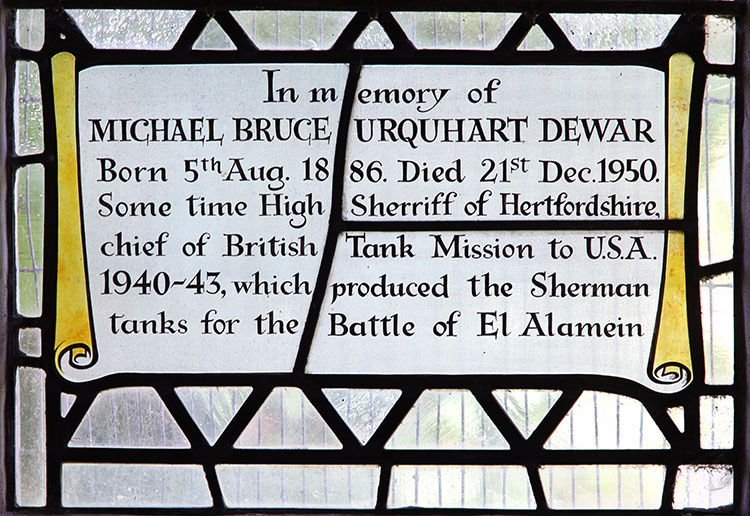 In memory of
MICHAEL BRUCE URQUHART DEWAR
Born 5th Aug. 1886. Died 21st Dec. 1950.
Some time High Sherriff of Hertfordshire,
chief of British Tank Mission to U.S.A.
1940-43, which produced the Sherman
tanks for the Battle of El Alamein